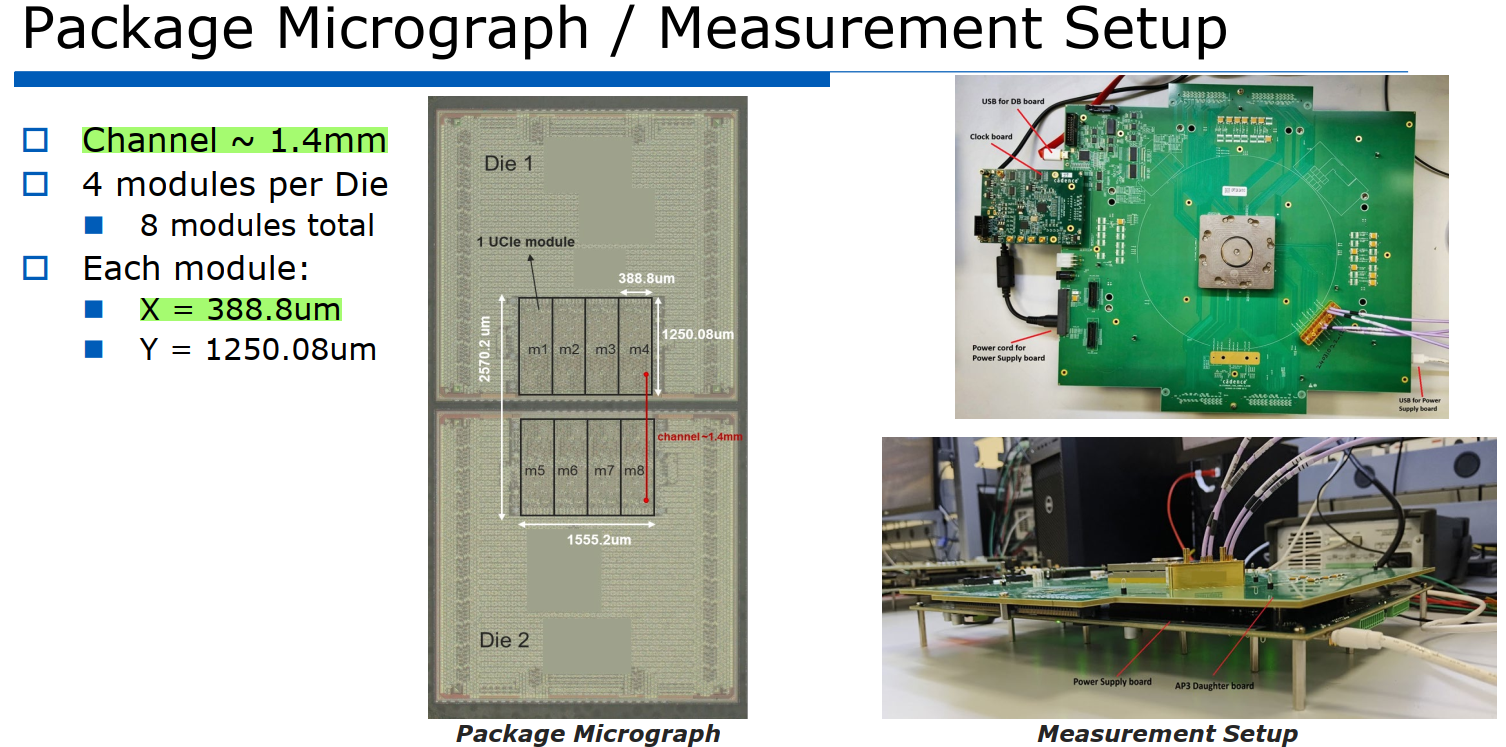 Package Micrograph / Measurement Setup
Channel ~ 1.4mm
4 modules per Die
8 modules total
Each module:
X = 388.8um
Y = 1250.08um
Die 1
1 UCIe module
388.8um
2570.2 um
1250.08um
m1 m2 m3 m4
channel ~1.4mm
m5 m6 m7 m8
1555.2um
Die 2
Package Micrograph
USB for DB board
Clock board
cādence
Power cord for
Power Supply board
cādence
USB for Power
Supply board
Power Supply board
AP3 Daughter board
Measurement Setup